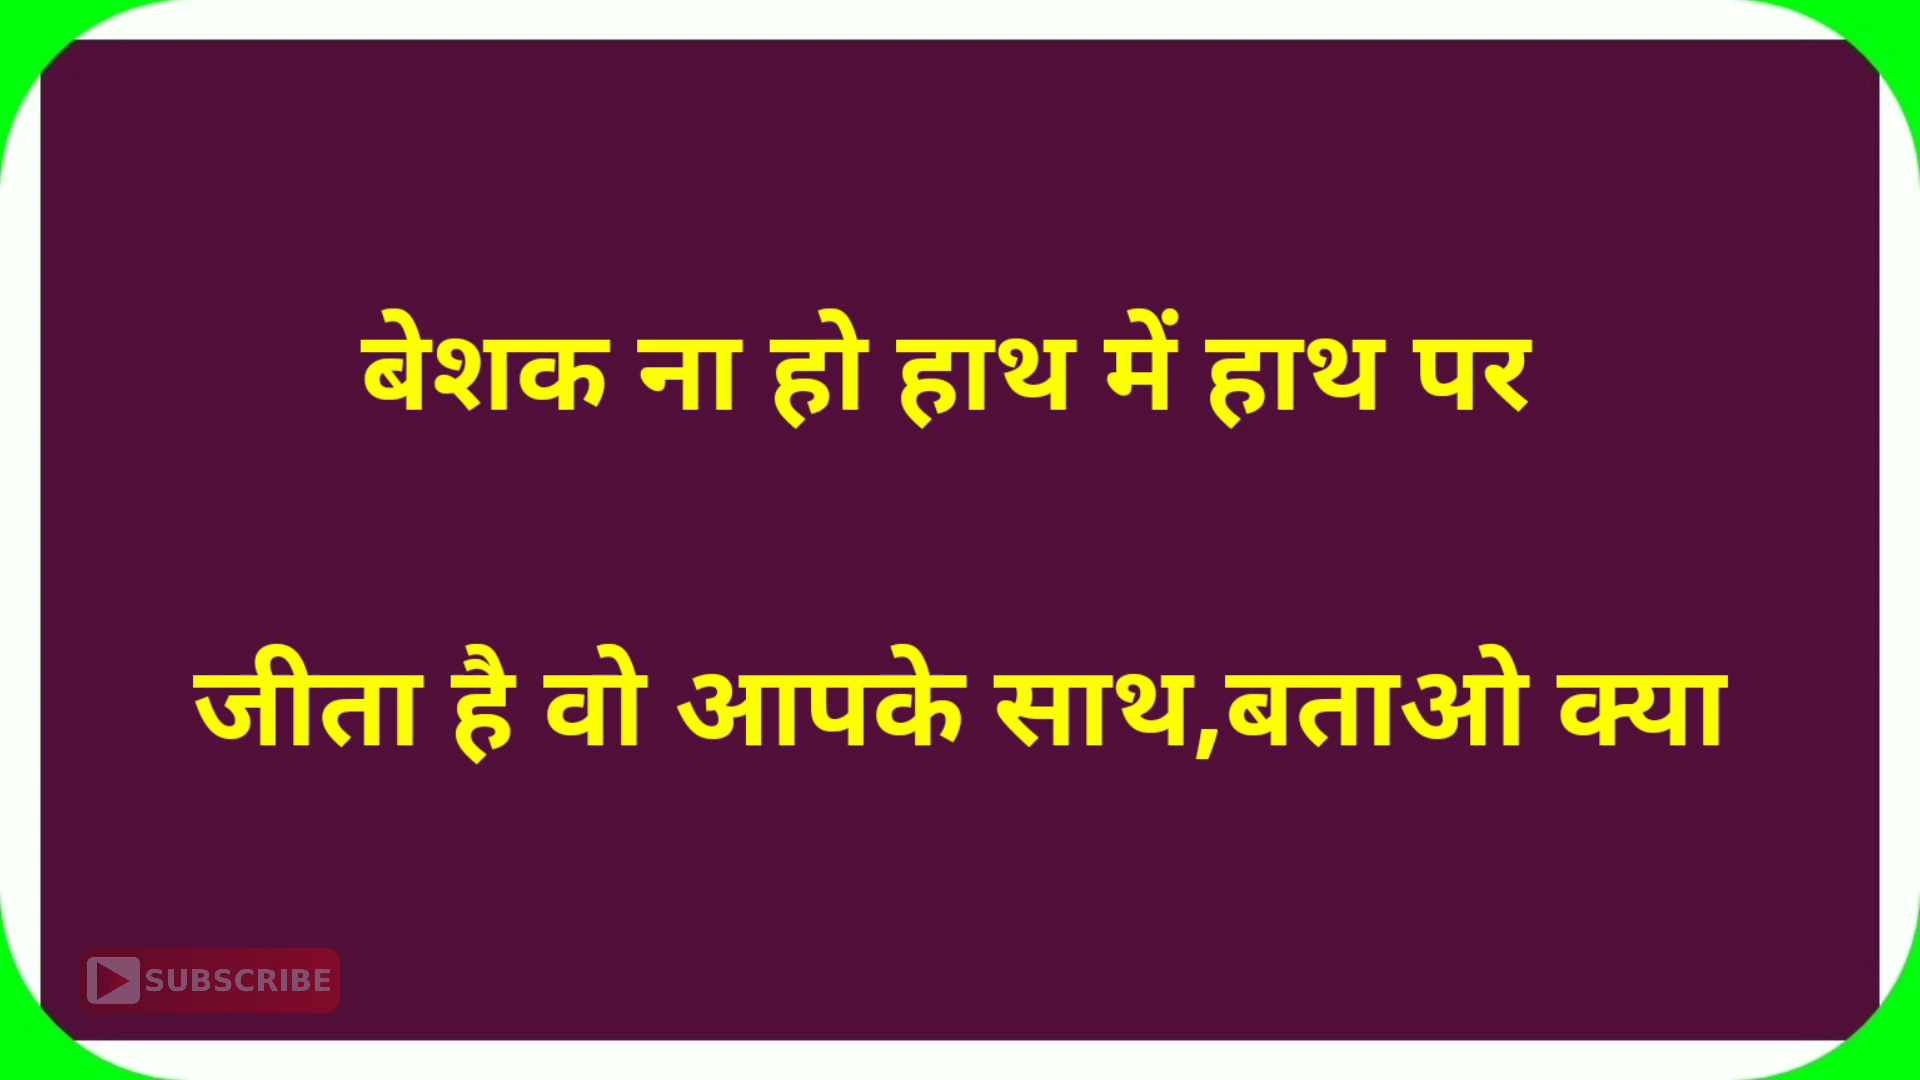 बेशक ना हो हाथ में हाथ पर
जीता है वो आपके साथ,बताओ क्या
SUBSCRIBE